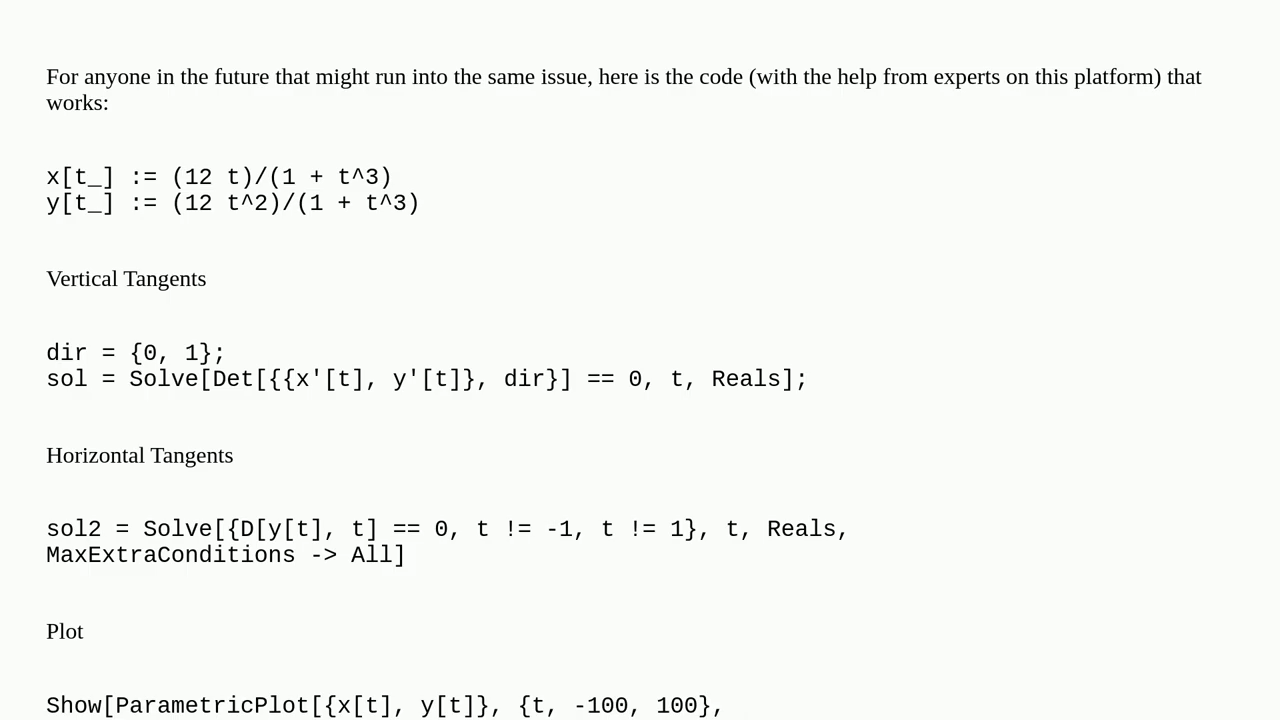 For anyone in the future that might run into the same issue, here is the code (with the help from experts on this platform) that
works:
x[t_] := (12 t)/(1 + t^3)
y[t_] := (12 t^2)/(1 + t^3)
Vertical Tangents
dir = {0, 1};
sol = Solve[Det[{{x'[t], y'[t]}, dir}] == 0, t, Reals];
Horizontal Tangents
sol2 = Solve[{D[y[t], t] == 0, t != -1, t != 1}, t, Reals,
MaxExtraConditions -> All]
Plot
Show[ParametricPlot[{x[t], y[t]}, {t, -100, 100},